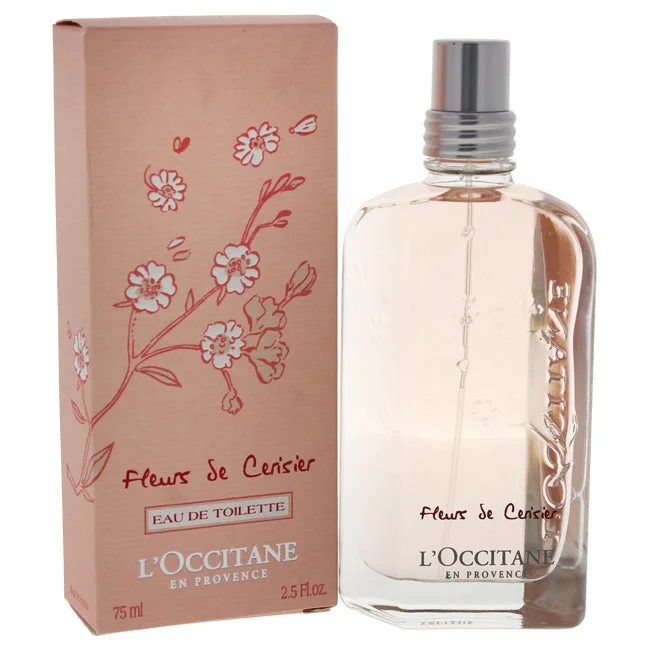 Fleurs de Cerisier
EAU DE TOILETTE
L'OCCITANE
EN PROVENCE
75 ml 2.5 Fl.oz.
Fleurs de Cerisier
L'OCCITANE
EN PROVENCE